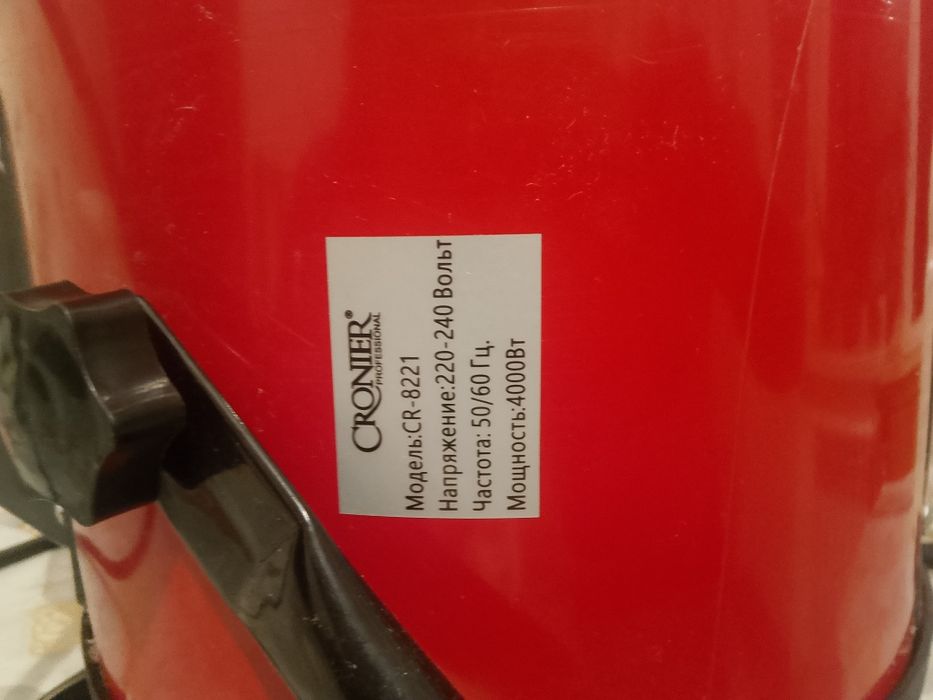 CRONIER®
PROFESSIONAL
Модель:CR-8221
Напряжение:220-240 Вольт
Частота: 50/60 Гц.
Мощность:4000Вт